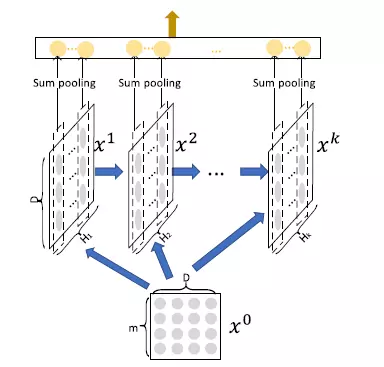 ...
Sum pooling Sum pooling Sum pooling
x¹ x² ... xᵏ
D
H₁ H₂ Hₖ
D
m x⁰